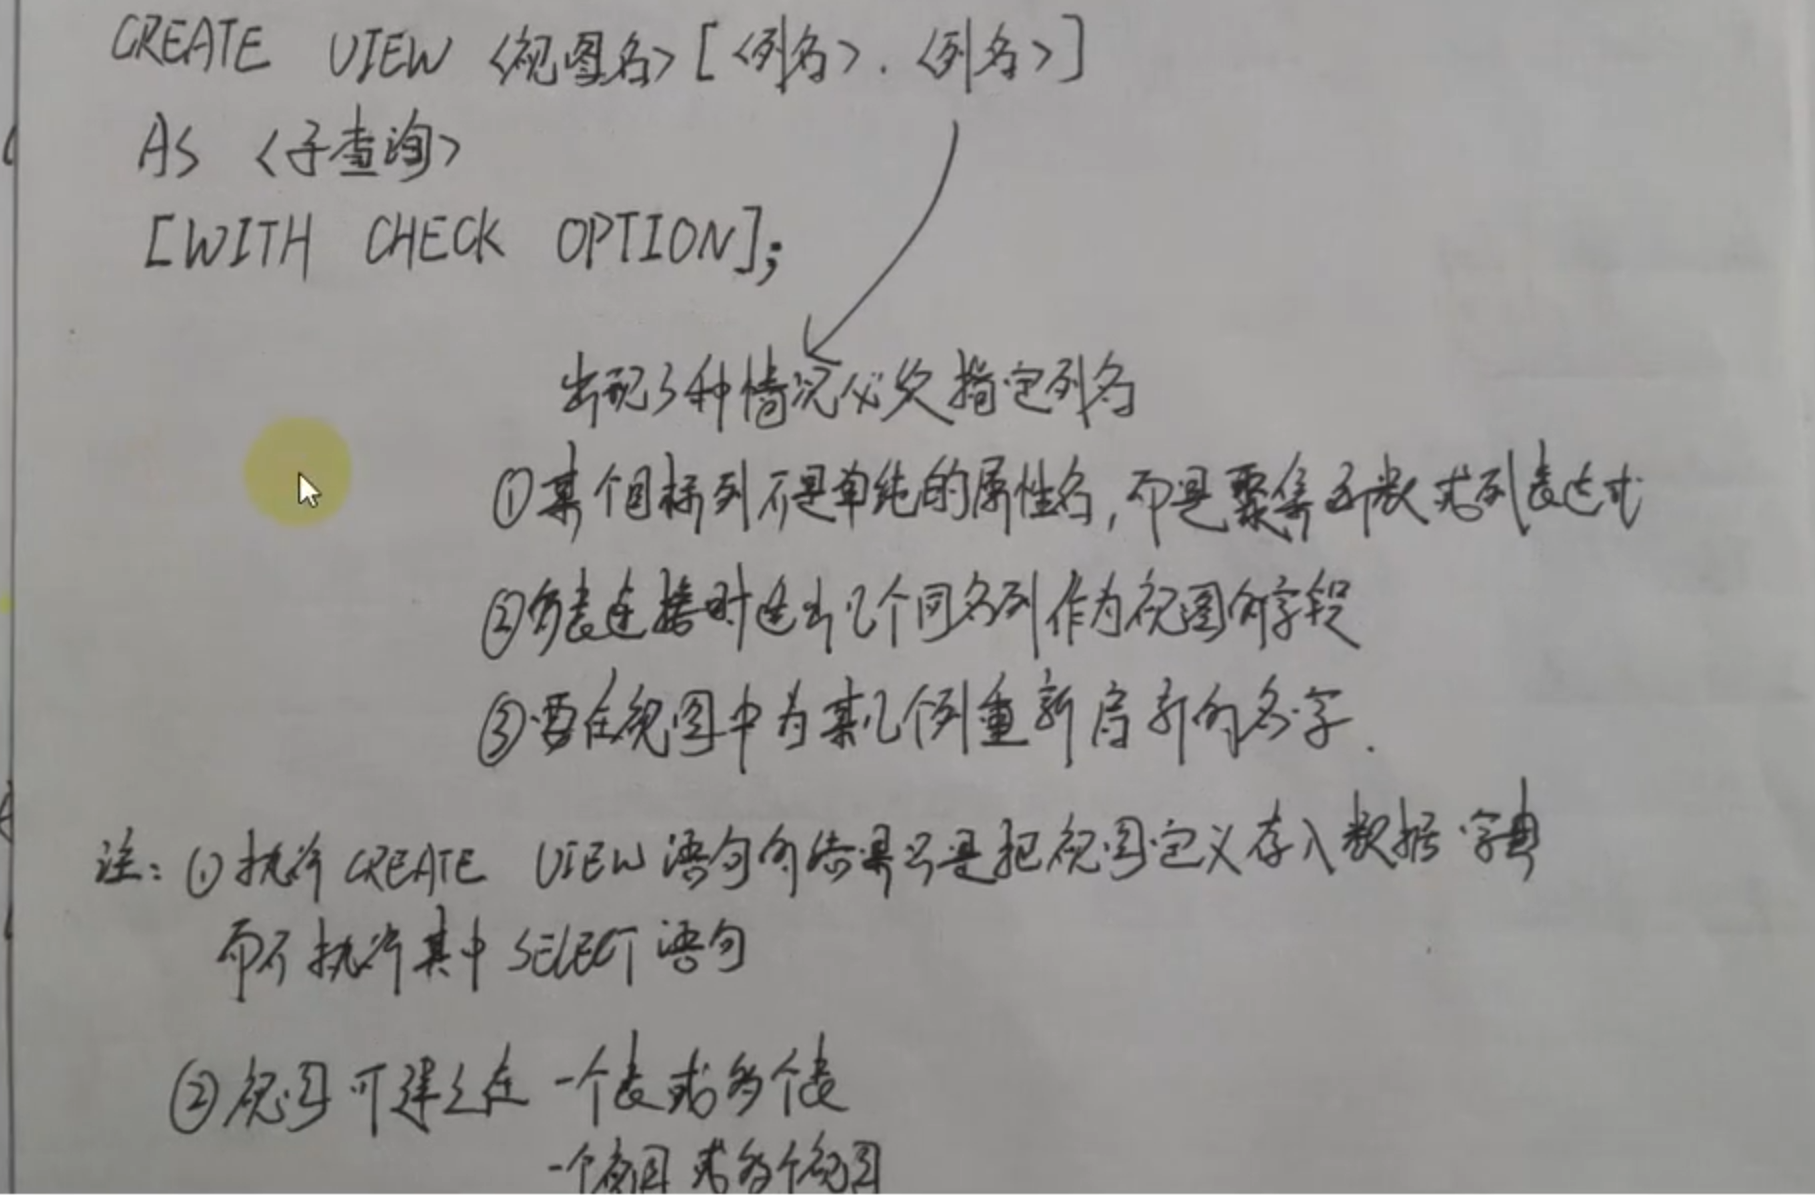 CREATE VIEW <视图名> [<列名>. <列名>]
AS <子查询>
[WITH CHECK OPTION];
出现3种情况必须指定列名
①某个目标列不是单纯的属性名,而是聚集函数或列表达式
②多表连接时选出几个同名列作为视图的字段
③需在视图中为某几个列重新启新的名字.
注: ①执行CREATE VIEW 语句的结果只是把视图定义存入数据字典
而不执行其中SELECT语句
②视图可建立在 一个表或多个表
一个视图或多个视图